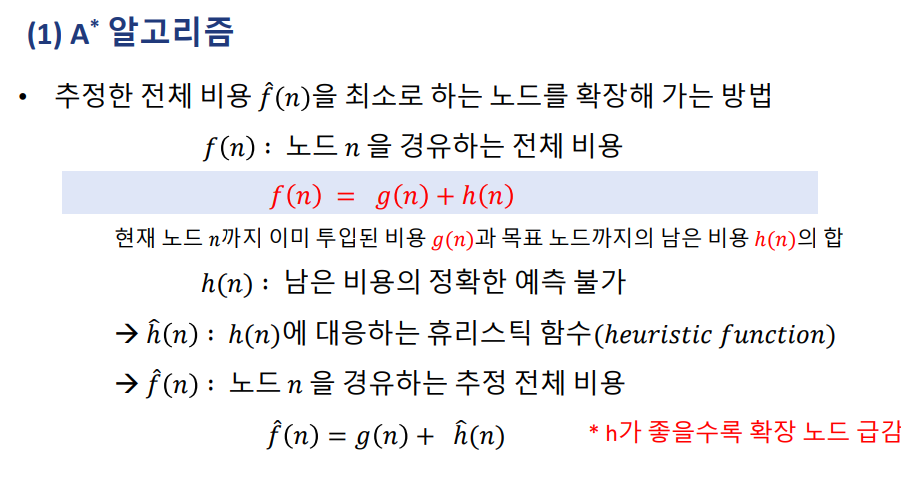 (1) A* 알고리즘
• 추정한 전체 비용 f̂(n)을 최소로 하는 노드를 확장해 가는 방법
f(n) : 노드 n 을 경유하는 전체 비용
f(n) = g(n) + h(n)
현재 노드 n까지 이미 투입된 비용 g(n)과 목표 노드까지의 남은 비용 h(n)의 합
h(n) : 남은 비용의 정확한 예측 불가
→ ĥ(n) : h(n)에 대응하는 휴리스틱 함수(heuristic function)
→ f̂(n) : 노드 n 을 경유하는 추정 전체 비용
f̂(n) = g(n) + ĥ(n) * h가 좋을수록 확장 노드 급감